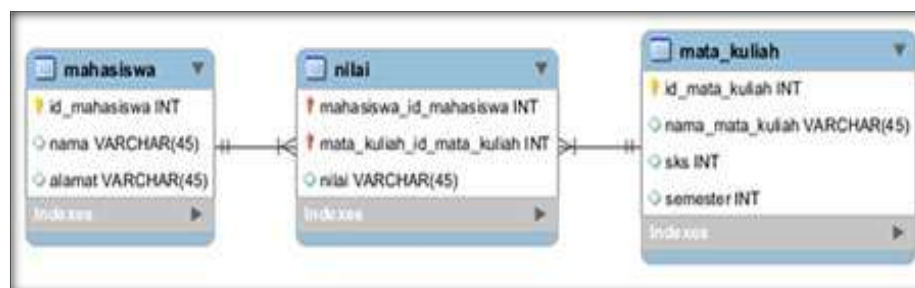 mahasiswa
id_mahasiswa INT
nama VARCHAR(45)
alamat VARCHAR(45)
Indexes
nilai
mahasiswa_id_mahasiswa INT
mata_kuliah_id_mata_kuliah INT
nilai VARCHAR(45)
Indexes
mata_kuliah
id_mata_kuliah INT
nama_mata_kuliah VARCHAR(45)
sks INT
semester INT
Indexes